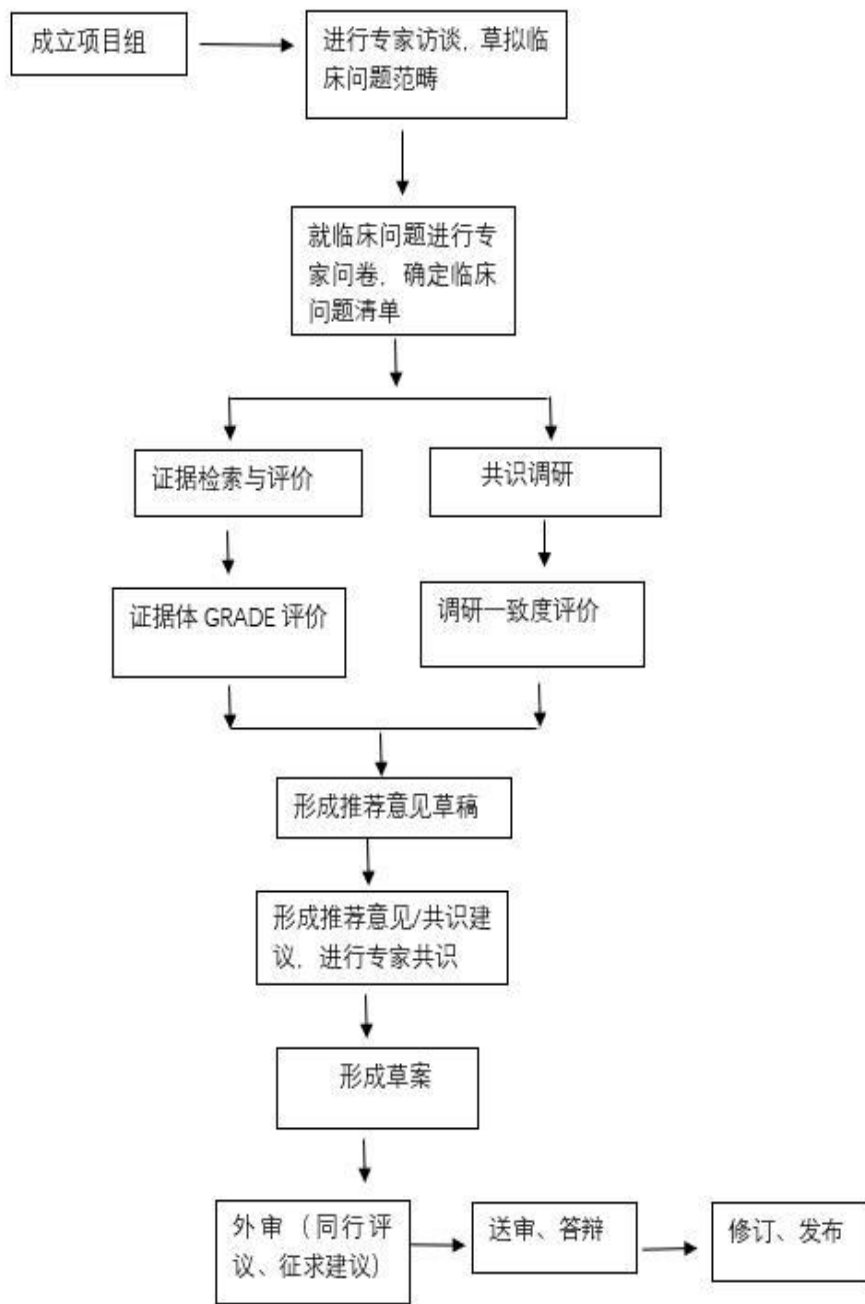 成立项目组
进行专家访谈，草拟临
床问题范畴
就临床问题进行专
家问卷，确定临床
问题清单
证据检索与评价
共识调研
证据体 GRADE 评价
调研一致度评价
形成推荐意见草稿
形成推荐意见/共识建
议，进行专家共识
形成草案
外审（同行评
议、征求建议）
送审、答辩
修订、发布